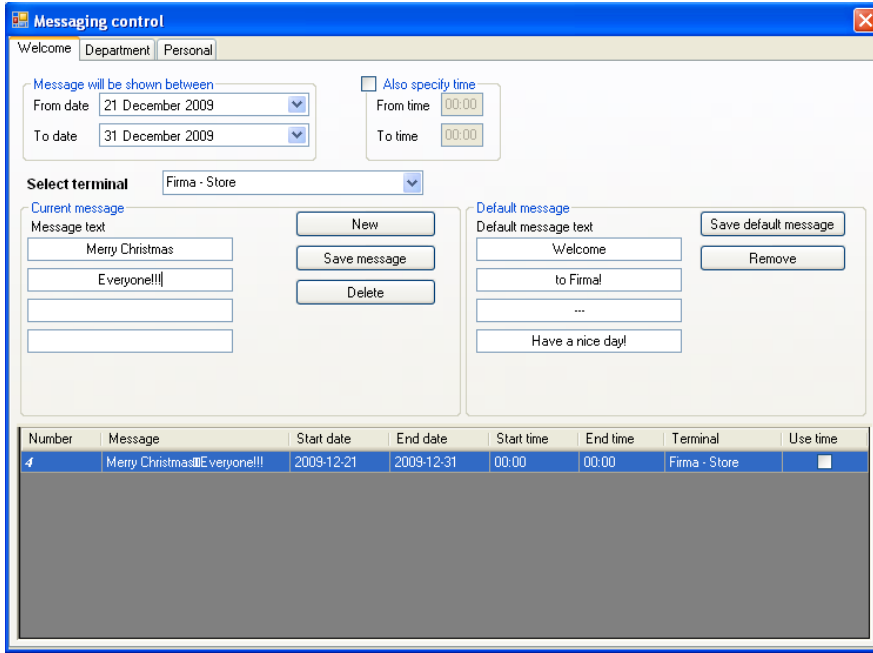 Messaging control
Welcome Department Personal
Message will be shown between
From date 21 December 2009
To date 31 December 2009
Also specify time
From time 00:00
To time 00:00
Select terminal Firma - Store
Current message
Message text
Merry Christmas
Everyone!!!
New
Save message
Delete
Default message
Default message text
Welcome
to Firma!
---
Have a nice day!
Save default message
Remove
Number Message Start date End date Start time End time Terminal Use time
4 Merry Christmas▯▯Everyone!!! 2009-12-21 2009-12-31 00:00 00:00 Firma - Store